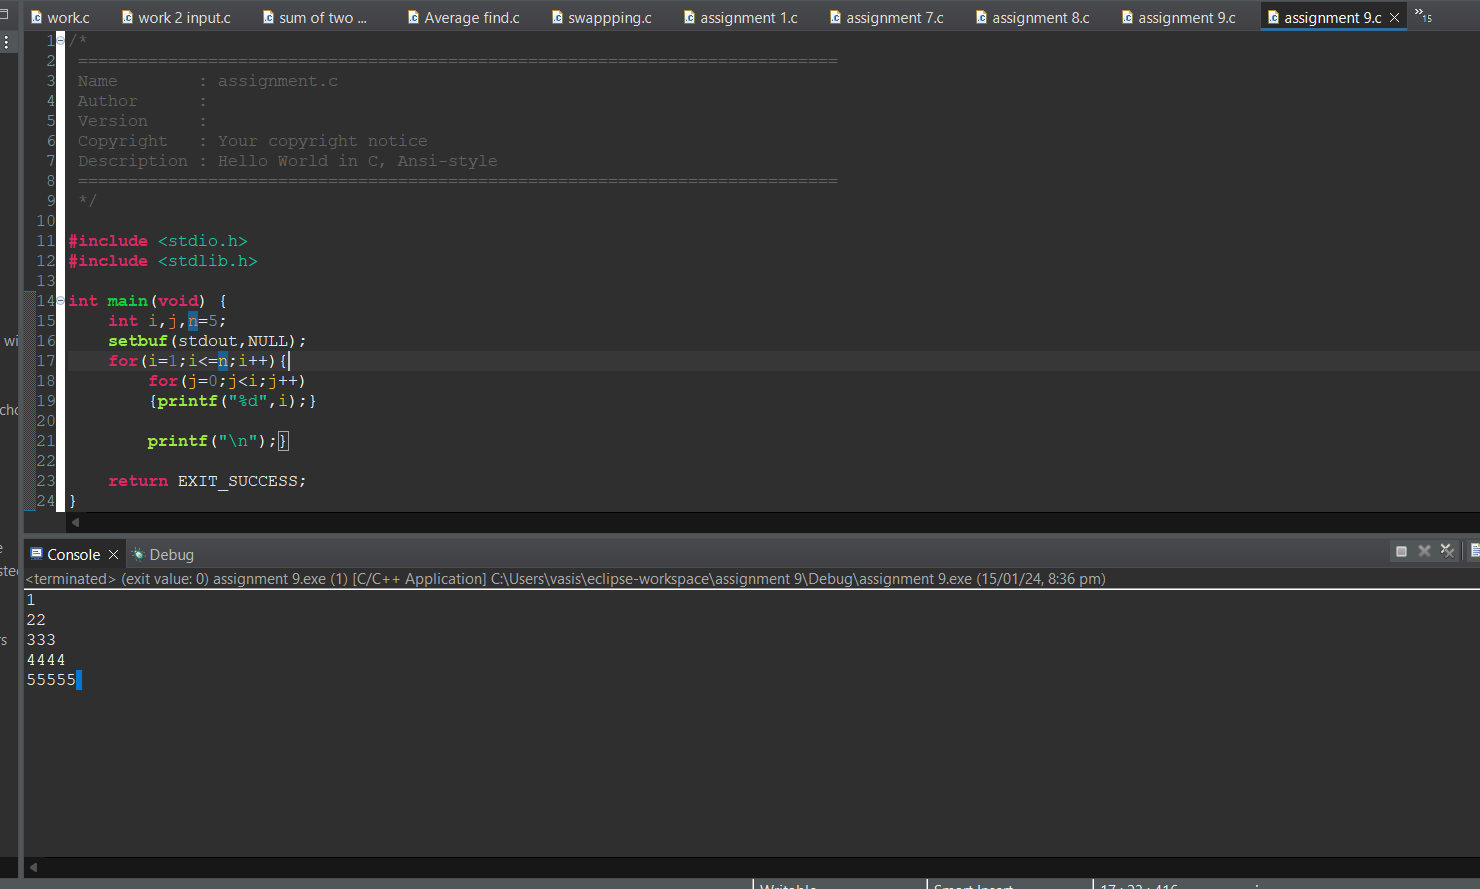 work.c work 2 input.c sum of two ... Average find.c swappping.c assignment 1.c assignment 7.c assignment 8.c assignment 9.c assignment 9.c 15
1 /*
2 ============================================================================
3 Name : assignment.c
4 Author :
5 Version :
6 Copyright : Your copyright notice
7 Description : Hello World in C, Ansi-style
8 ============================================================================
9 */
10
11 #include <stdio.h>
12 #include <stdlib.h>
13
14 int main(void) {
15 int i,j,n=5;
16 setbuf(stdout,NULL);
17 for(i=1;i<=n;i++){
18 for(j=0;j<i;j++)
19 {printf("%d",i);}
20
21 printf("\n");}
22
23 return EXIT_SUCCESS;
24 }
Console Debug
<terminated> (exit value: 0) assignment 9.exe (1) [C/C++ Application] C:\Users\vasis\eclipse-workspace\assignment 9\Debug\assignment 9.exe (15/01/24, 8:36 pm)
1
22
333
4444
55555